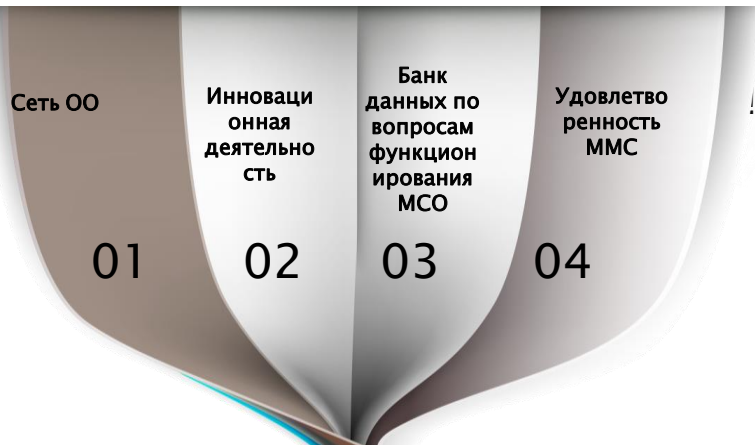 Сеть ОО
Инноваци
онная
деятельно
сть
Банк
данных по
вопросам
функцион
ирования
МСО
Удовлетво
ренность
ММС
01
02
03
04